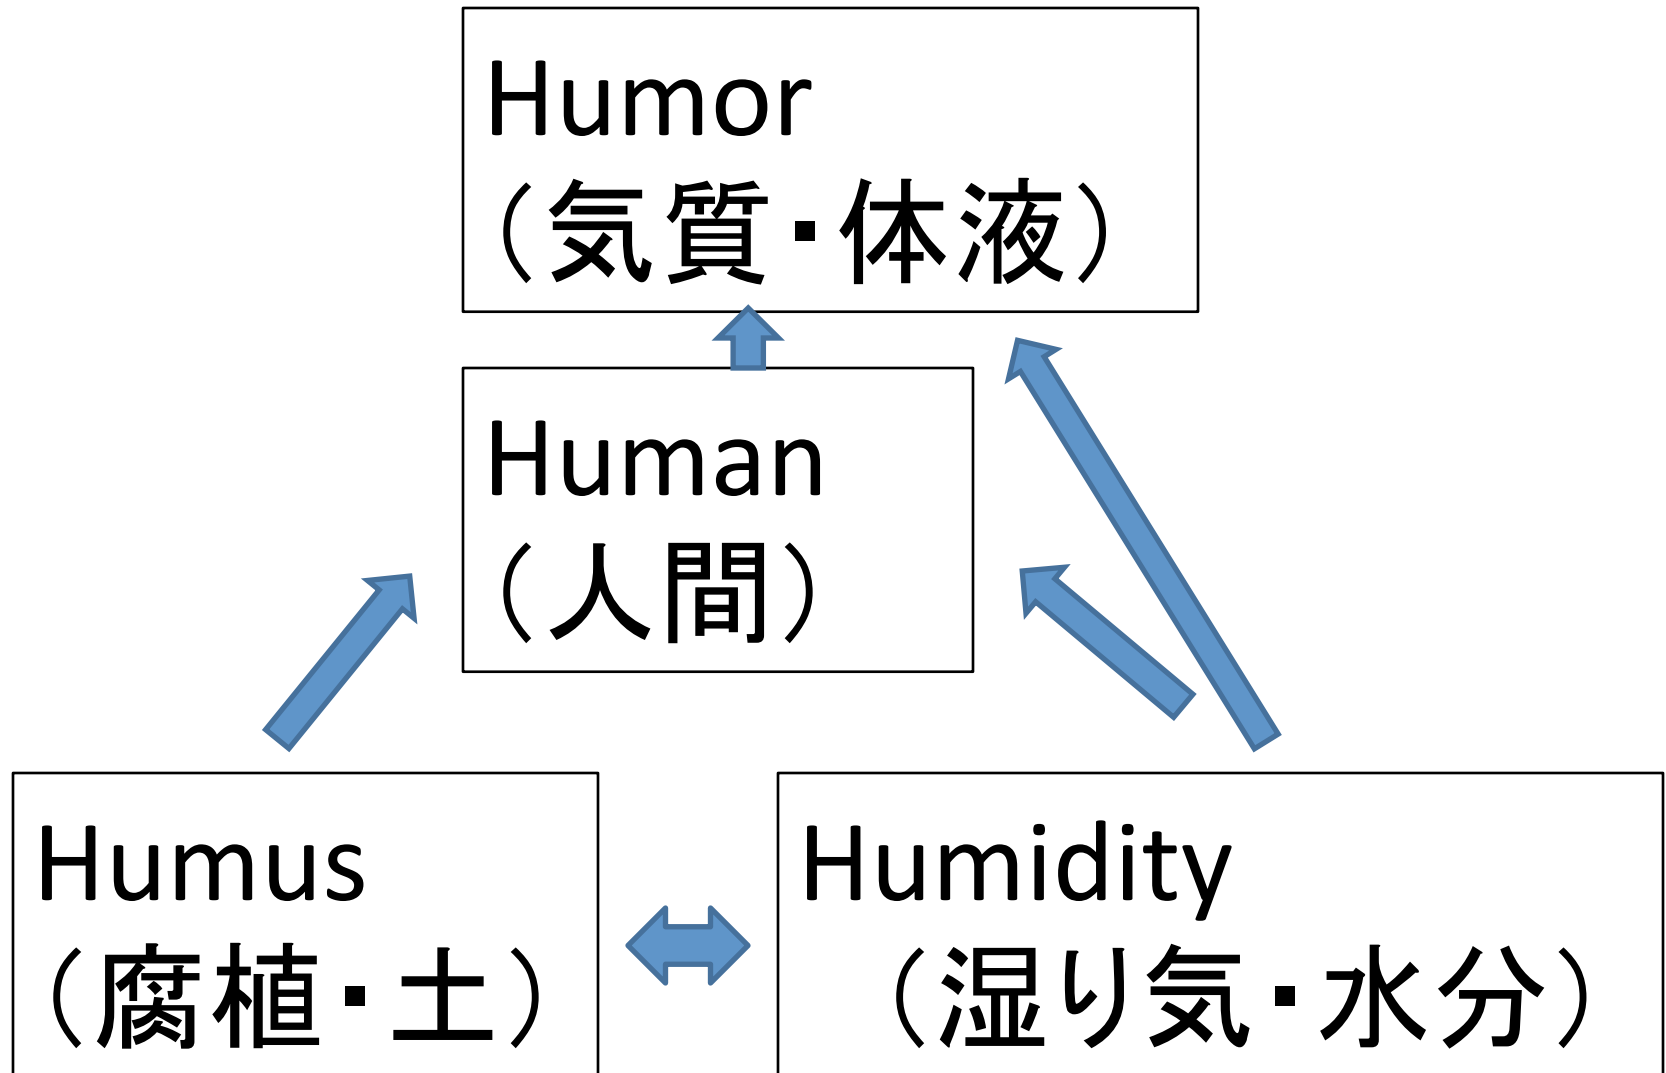 Humor
（気質・体液）
Human
（人間）
Humus
（腐植・土）
Humidity
（湿り気・水分）